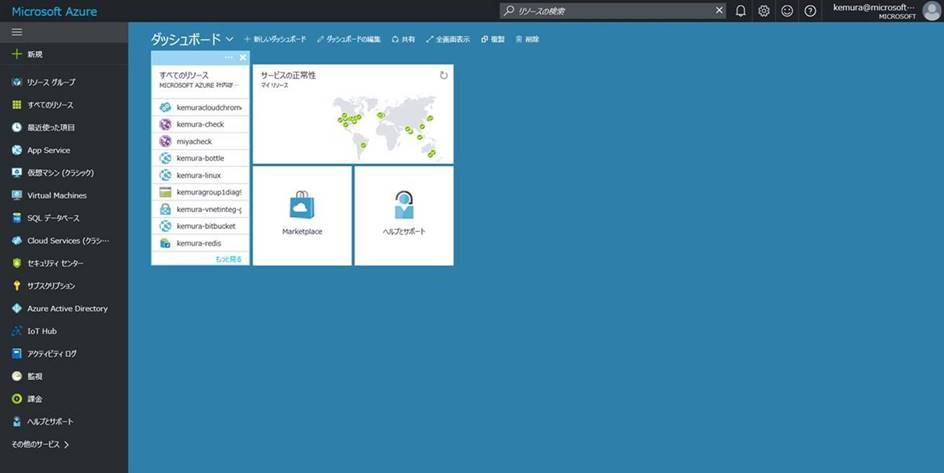 Microsoft Azure
リソースの検索
kemura@microsoft···
MICROSOFT
新規
リソース グループ
すべてのリソース
最近使った項目
App Service
仮想マシン (クラシック)
Virtual Machines
SQL データベース
Cloud Services (クラシ···
セキュリティ センター
サブスクリプション
Azure Active Directory
IoT Hub
アクティビティ ログ
監視
課金
ヘルプとサポート
その他のサービス
ダッシュボード
新しいダッシュボード
ダッシュボードの編集
共有
全画面表示
複製
削除
すべてのリソース
MICROSOFT AZURE
kemuracloudchrome
kemura-check
miyacheck
kemura-bottle
kemura-linux
kemuragroup1diag
kemura-vnetinteg-
kemura-bitbucket
kemura-redis
もっと見る
サービスの正常性
マイ リソース
Marketplace
ヘルプとサポート